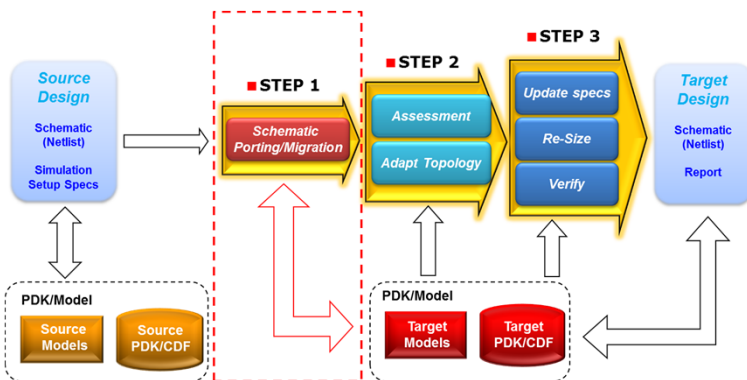 Source
Design
Schematic
(Netlist)
Simulation
Setup Specs
STEP 1
Schematic
Porting/Migration
STEP 2
Assessment
Adapt Topology
STEP 3
Update specs
Re-Size
Verify
Target
Design
Schematic
(Netlist)
Report
PDK/Model
Source
Models
Source
PDK/CDF
PDK/Model
Target
Models
Target
PDK/CDF